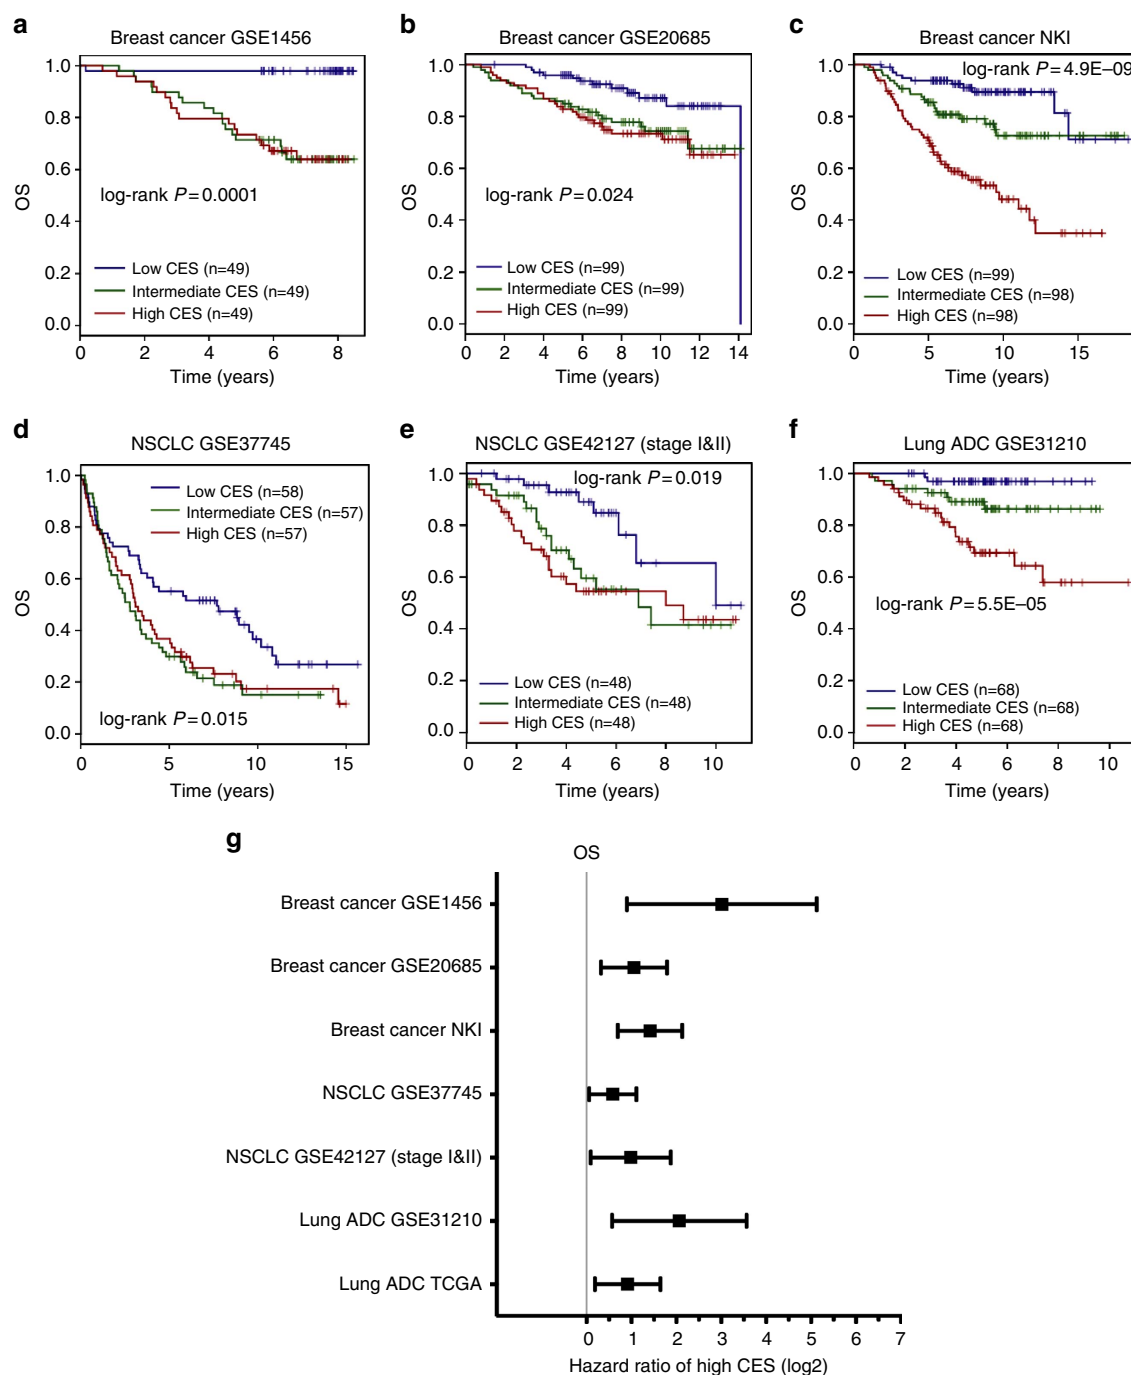 a
Breast cancer GSE1456
1.0
0.8
0.6
0.4
0.2
0.0
OS
log-rank P=0.0001
Low CES (n=49)
Intermediate CES (n=49)
High CES (n=49)
0 2 4 6 8
Time (years)
b
Breast cancer GSE20685
1.0
0.8
0.6
0.4
0.2
0.0
OS
log-rank P=0.024
Low CES (n=99)
Intermediate CES (n=99)
High CES (n=99)
0 2 4 6 8 10 12 14
Time (years)
c
Breast cancer NKI
log-rank P=4.9E–09
1.0
0.8
0.6
0.4
0.2
0.0
OS
Low CES (n=99)
Intermediate CES (n=98)
High CES (n=98)
0 5 10 15
Time (years)
d
NSCLC GSE37745
1.0
0.8
0.6
0.4
0.2
0.0
OS
Low CES (n=58)
Intermediate CES (n=57)
High CES (n=57)
log-rank P=0.015
0 5 10 15
Time (years)
e
NSCLC GSE42127 (stage I&II)
log-rank P=0.019
1.0
0.8
0.6
0.4
0.2
0.0
OS
Low CES (n=48)
Intermediate CES (n=48)
High CES (n=48)
0 2 4 6 8 10
Time (years)
f
Lung ADC GSE31210
1.0
0.8
0.6
0.4
0.2
0.0
OS
log-rank P=5.5E–05
Low CES (n=68)
Intermediate CES (n=68)
High CES (n=68)
0 2 4 6 8 10
Time (years)
g
OS
Breast cancer GSE1456
Breast cancer GSE20685
Breast cancer NKI
NSCLC GSE37745
NSCLC GSE42127 (stage I&II)
Lung ADC GSE31210
Lung ADC TCGA
0 1 2 3 4 5 6 7
Hazard ratio of high CES (log2)